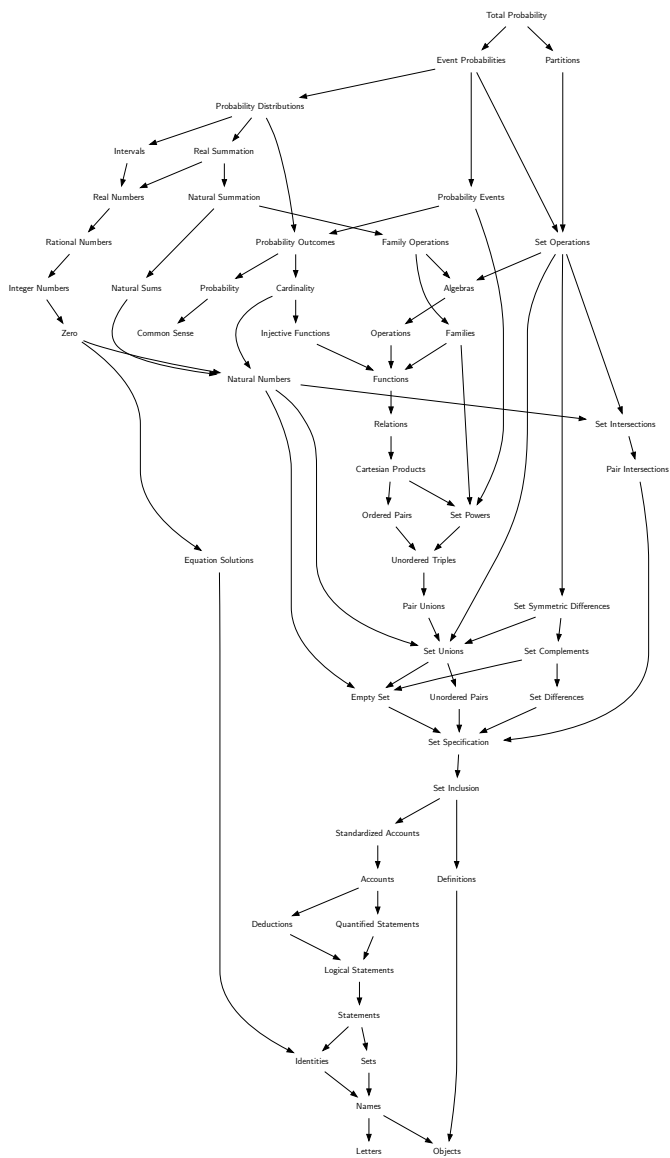 Total Probability
Event Probabilities
Partitions
Probability Distributions
Intervals
Real Summation
Real Numbers
Natural Summation
Probability Events
Rational Numbers
Probability Outcomes
Family Operations
Set Operations
Integer Numbers
Natural Sums
Probability
Cardinality
Algebras
Zero
Common Sense
Injective Functions
Operations
Families
Natural Numbers
Functions
Relations
Set Intersections
Cartesian Products
Pair Intersections
Ordered Pairs
Set Powers
Equation Solutions
Unordered Triples
Pair Unions
Set Symmetric Differences
Set Unions
Set Complements
Empty Set
Unordered Pairs
Set Differences
Set Specification
Set Inclusion
Standardized Accounts
Accounts
Definitions
Deductions
Quantified Statements
Logical Statements
Statements
Identities
Sets
Names
Letters
Objects